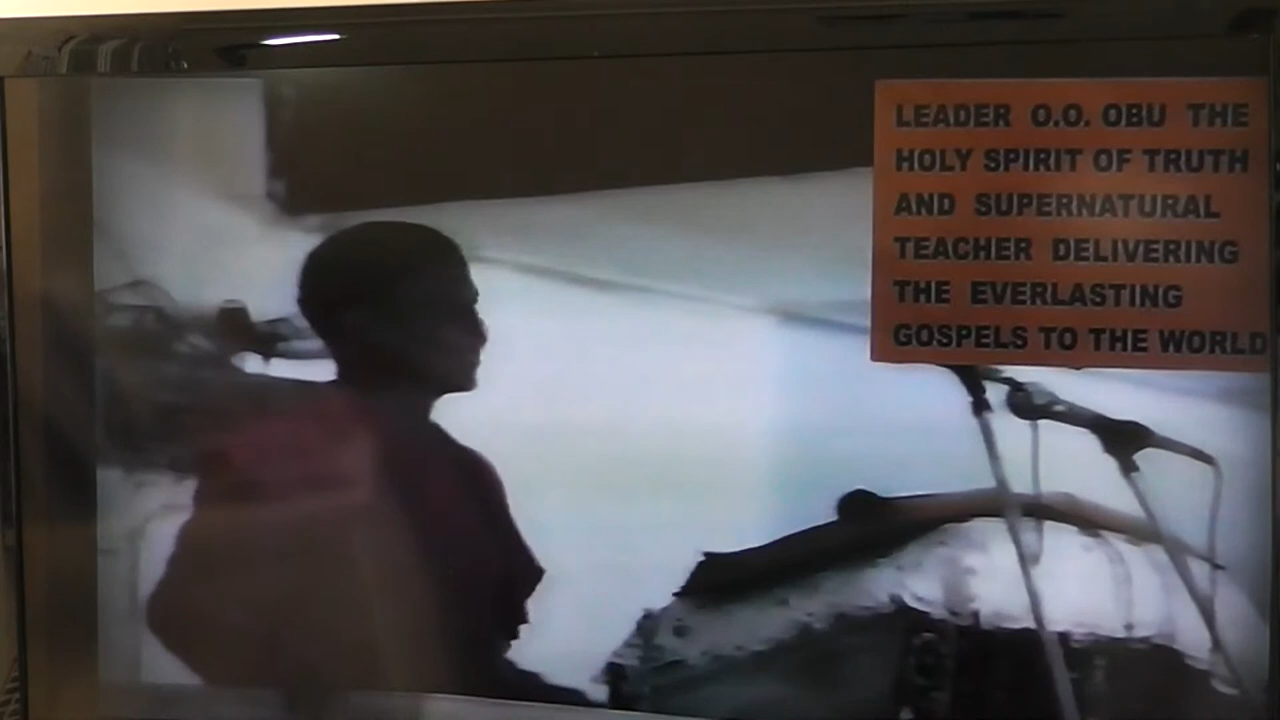 LEADER O.O. OBU THE
HOLY SPIRIT OF TRUTH
AND SUPERNATURAL
TEACHER DELIVERING
THE EVERLASTING
GOSPELS TO THE WORLD